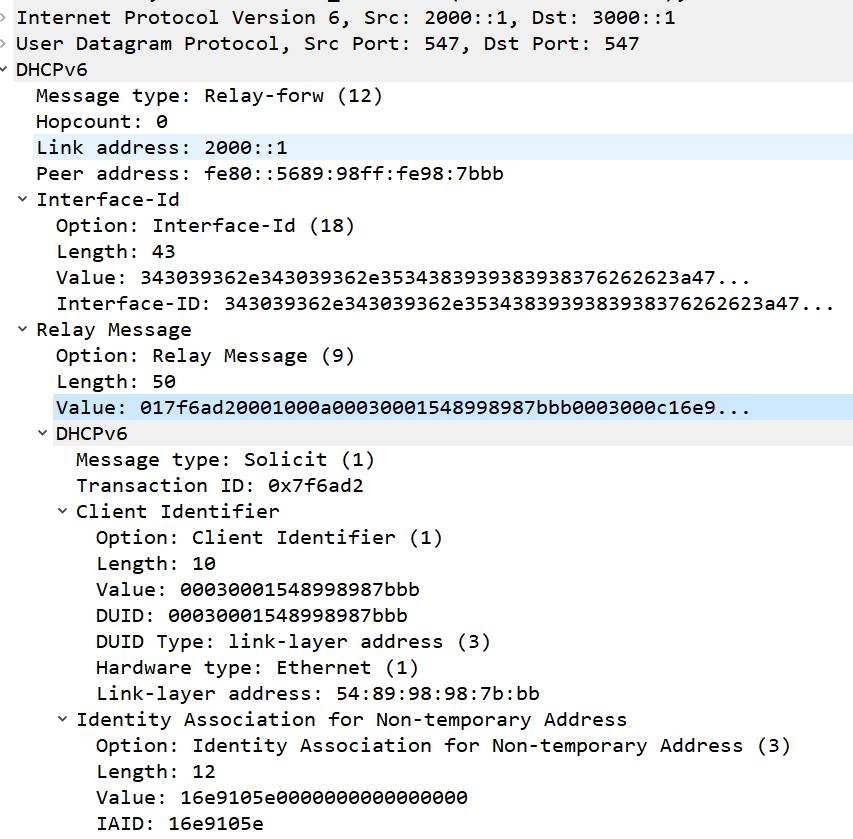 Internet Protocol Version 6, Src: 2000::1, Dst: 3000::1
User Datagram Protocol, Src Port: 547, Dst Port: 547
DHCPv6
Message type: Relay-forw (12)
Hopcount: 0
Link address: 2000::1
Peer address: fe80::5689:98ff:fe98:7bbb
Interface-Id
Option: Interface-Id (18)
Length: 43
Value: 343039362e343039362e35343839393839383762626​23a47...
Interface-ID: 343039362e343039362e3534383939383938376262623a47...
Relay Message
Option: Relay Message (9)
Length: 50
Value: 017f6ad20001000a00030001548998987bbb0003000c16e9...
DHCPv6
Message type: Solicit (1)
Transaction ID: 0x7f6ad2
Client Identifier
Option: Client Identifier (1)
Length: 10
Value: 00030001548998987bbb
DUID: 00030001548998987bbb
DUID Type: link-layer address (3)
Hardware type: Ethernet (1)
Link-layer address: 54:89:98:98:7b:bb
Identity Association for Non-temporary Address
Option: Identity Association for Non-temporary Address (3)
Length: 12
Value: 16e9105e0000000000000000
IAID: 16e9105e